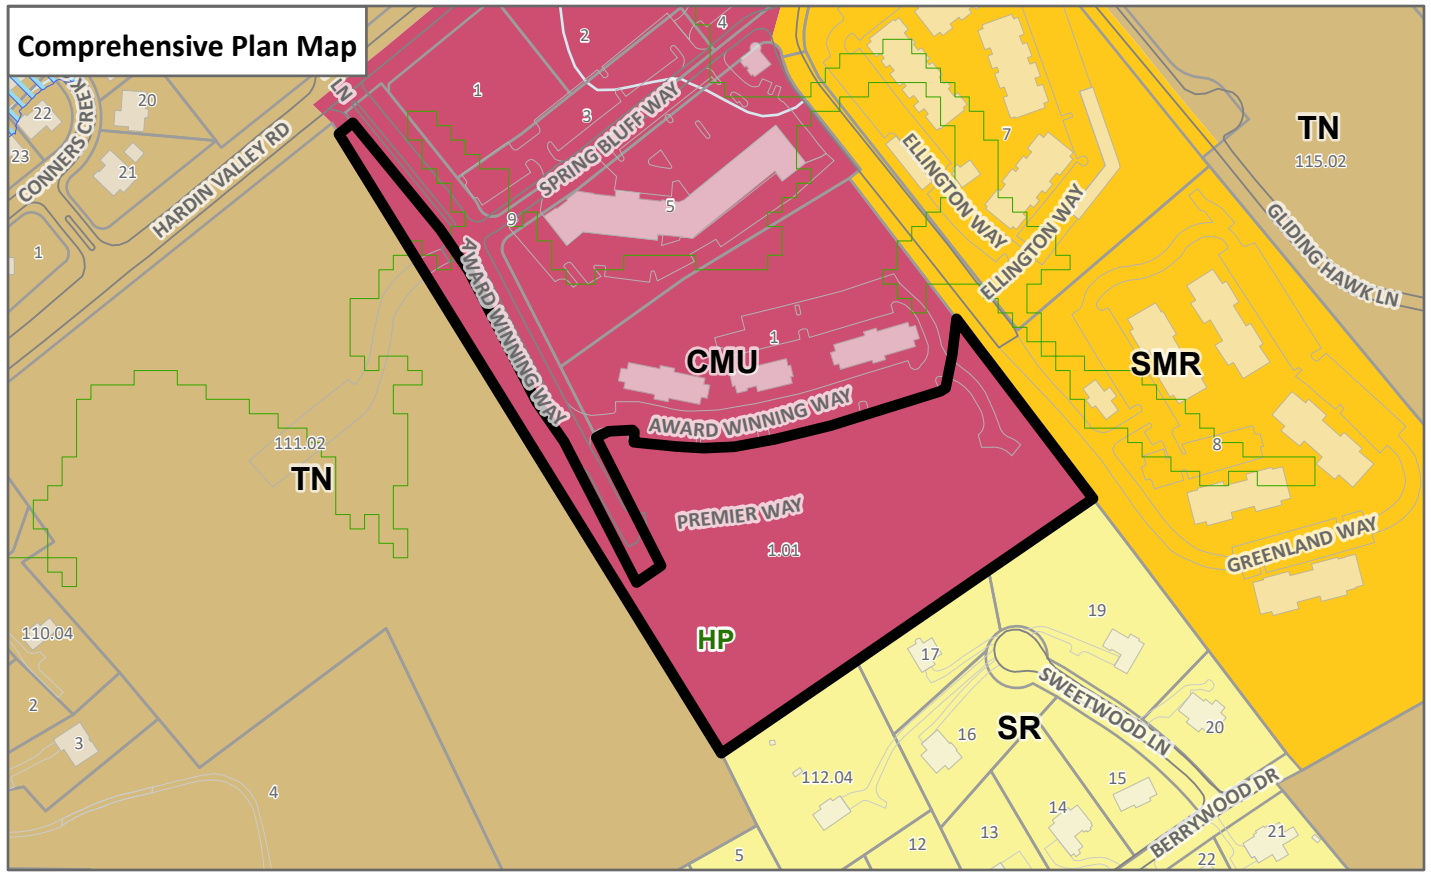 Comprehensive Plan Map
LN
2
4
1
3
SPRING BLUFF WAY
22
20
CONNERS CREEK
23
21
HARDIN VALLEY RD
1
7
ELLINGTON WAY
ELLINGTON WAY
TN
115.02
GLIDING HAWK LN
5
9
AWARD WINNING WAY
1
CMU
AWARD WINNING WAY
SMR
8
GREENLAND WAY
111.02
TN
PREMIER WAY
1.01
HP
110.04
2
3
4
19
17
SWEETWOOD LN
16
SR
20
112.04
15
14
BERRYWOOD DR
13
12
5
21
22